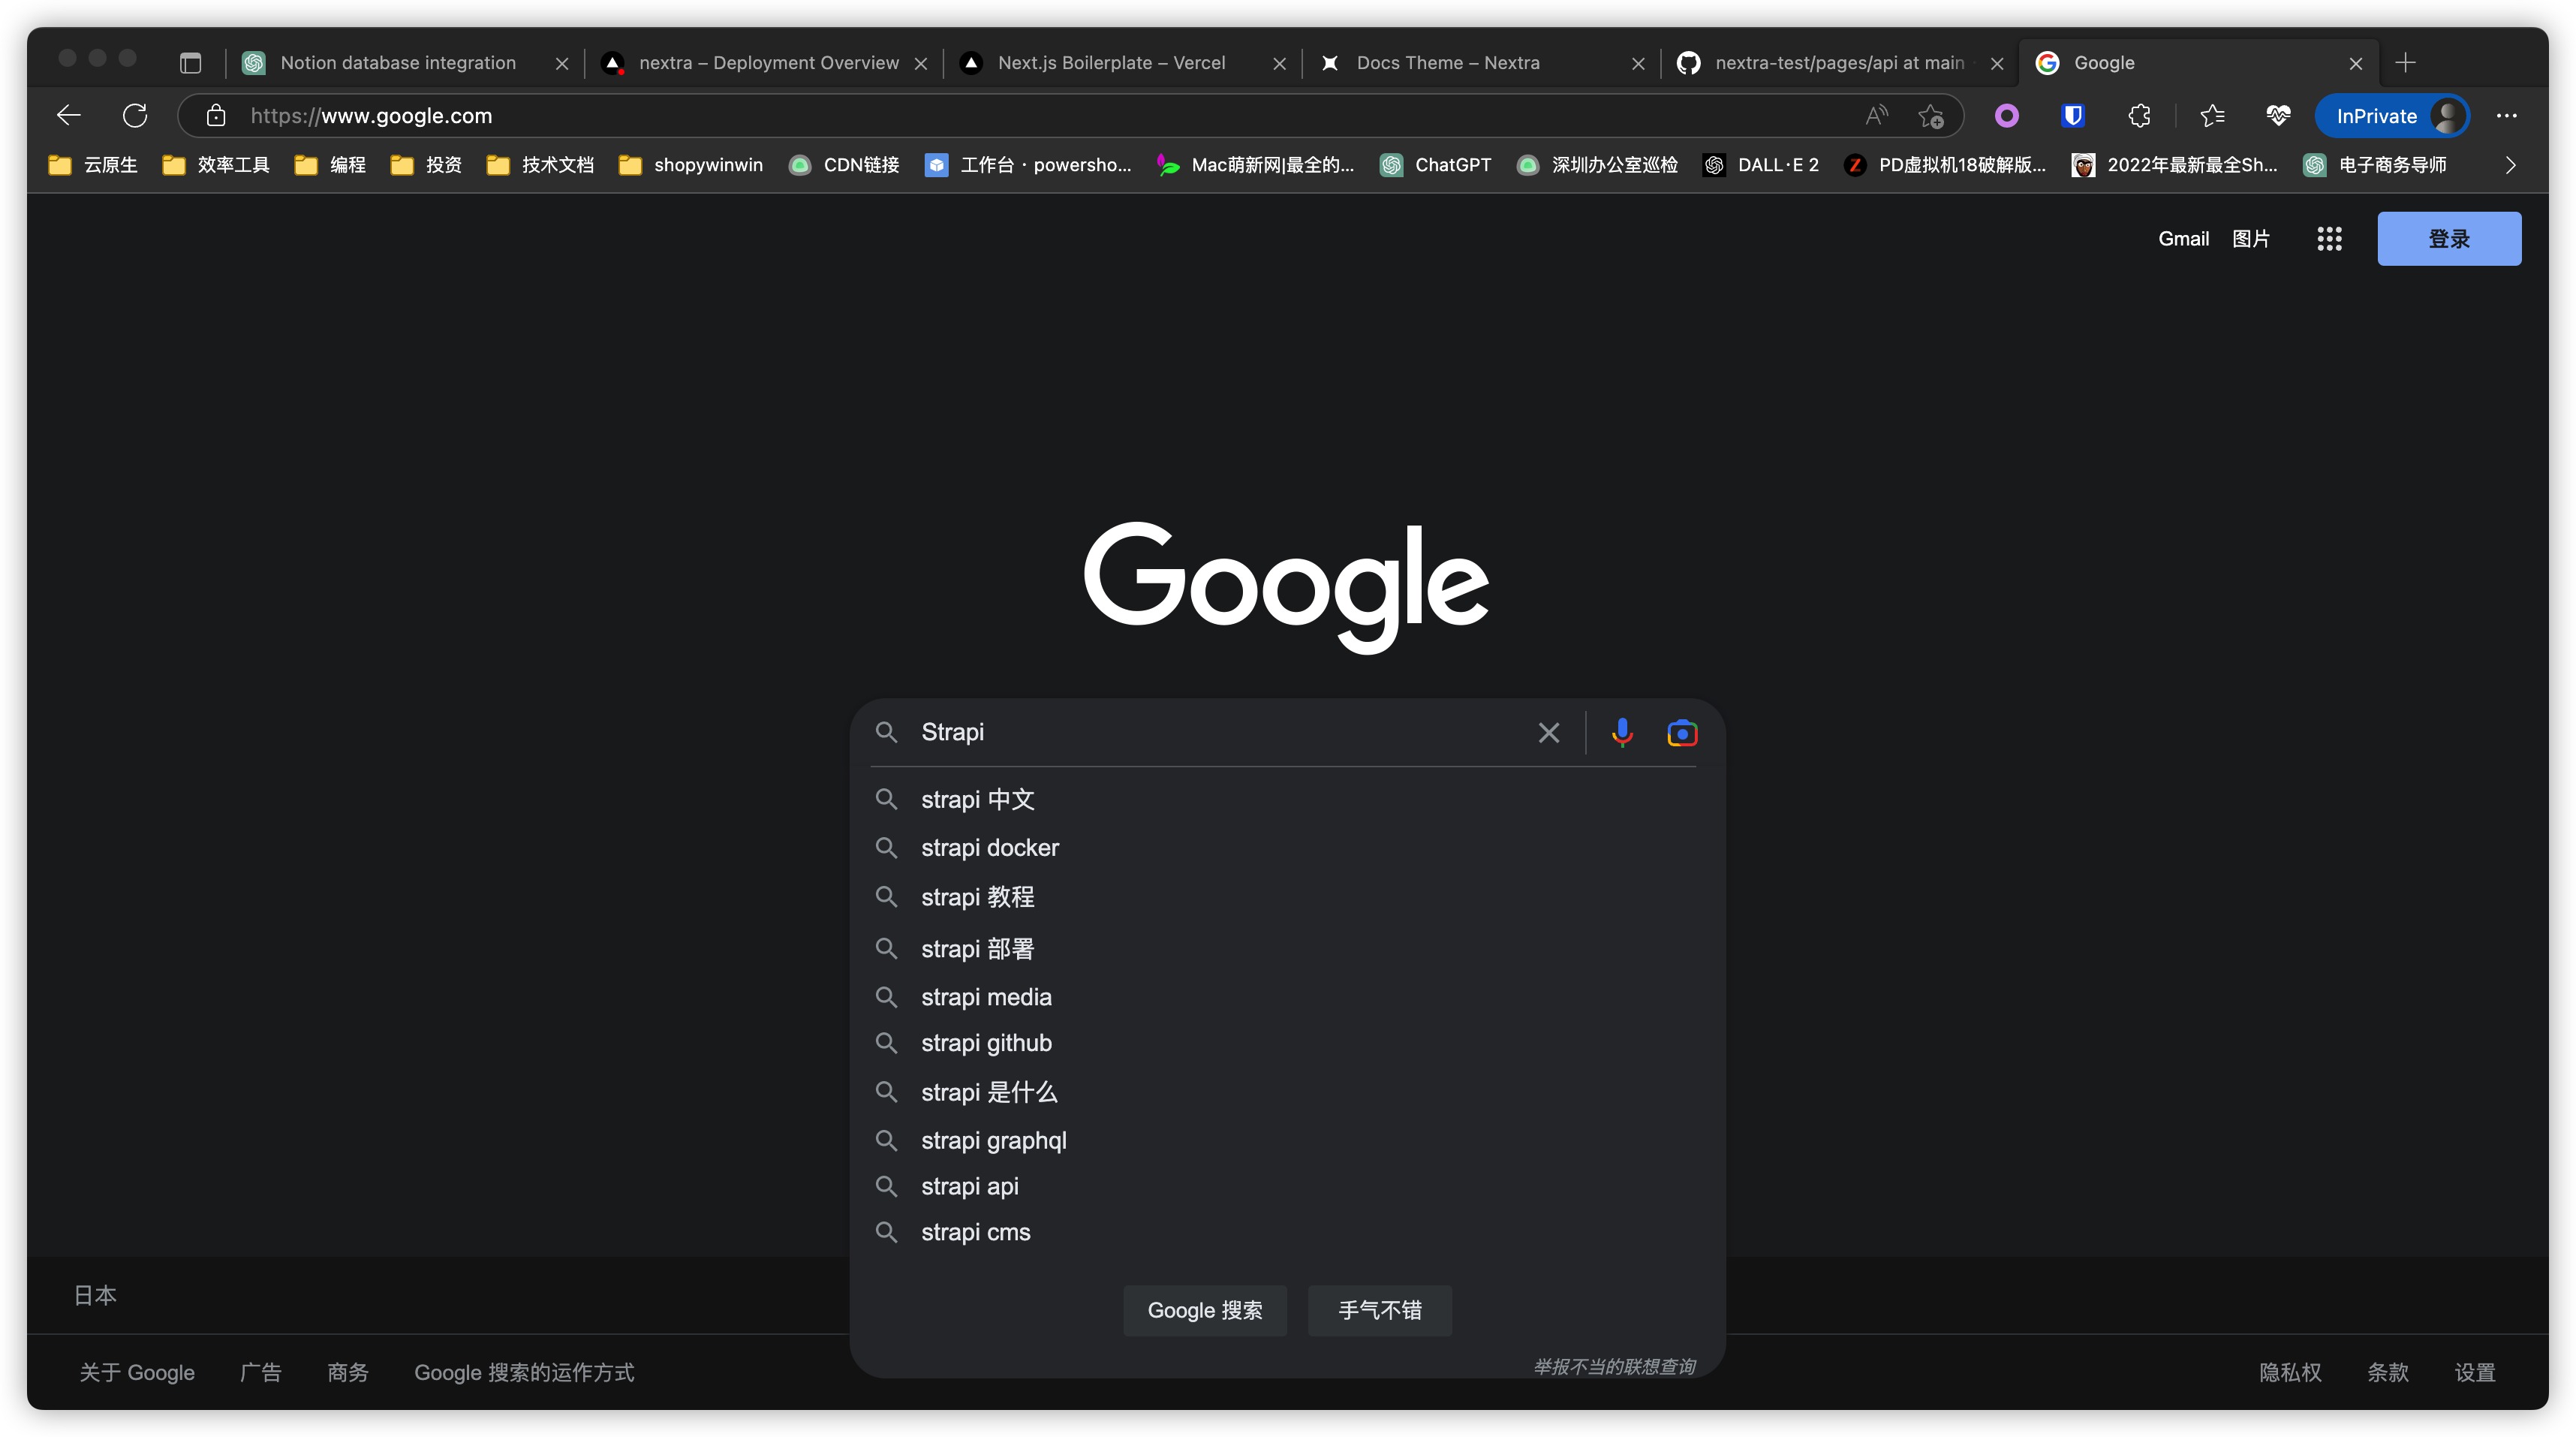 Notion database integration
nextra – Deployment Overview
Next.js Boilerplate – Vercel
Docs Theme – Nextra
nextra-test/pages/api at main
Google
https://www.google.com
InPrivate
云原生
效率工具
编程
投资
技术文档
shopywinwin
CDN链接
工作台 · powersho...
Mac萌新网|最全的...
ChatGPT
深圳办公室巡检
DALL·E 2
PD虚拟机18破解版...
2022年最新最全Sh...
电子商务导师
Gmail
图片
登录
Google
Strapi
strapi 中文
strapi docker
strapi 教程
strapi 部署
strapi media
strapi github
strapi 是什么
strapi graphql
strapi api
strapi cms
Google 搜索
手气不错
举报不当的联想查询
日本
关于 Google
广告
商务
Google 搜索的运作方式
隐私权
条款
设置